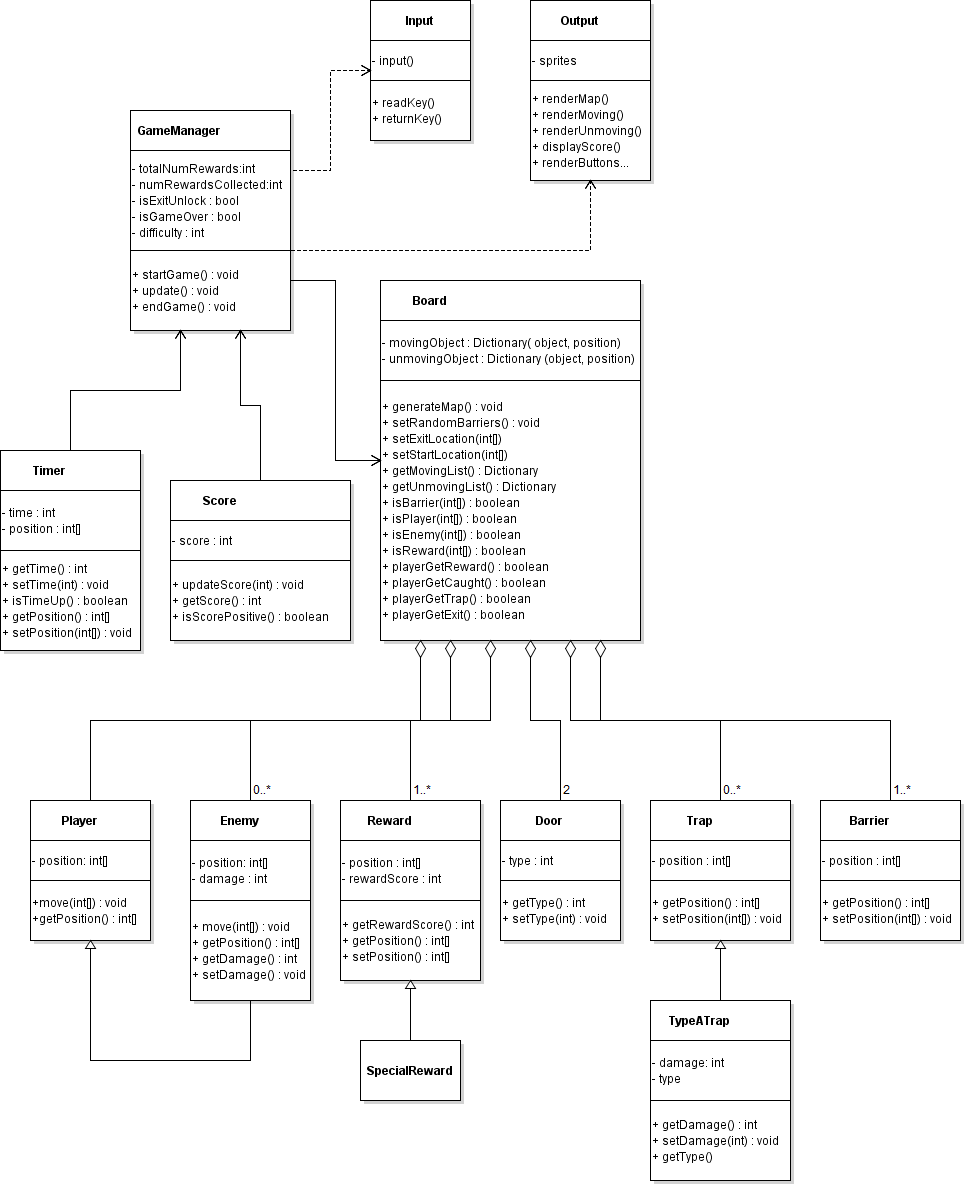 Input
- input()
+ readKey()
+ returnKey()
Output
- sprites
+ renderMap()
+ renderMoving()
+ renderUnmoving()
+ displayScore()
+ renderButtons...
GameManager
- totalNumRewards:int
- numRewardsCollected:int
- isExitUnlock : bool
- isGameOver : bool
- difficulty : int
+ startGame() : void
+ update() : void
+ endGame() : void
Board
- movingObject : Dictionary( object, position)
- unmovingObject : Dictionary (object, position)
+ generateMap() : void
+ setRandomBarriers() : void
+ setExitLocation(int[])
+ setStartLocation(int[])
+ getMovingList() : Dictionary
+ getUnmovingList() : Dictionary
+ isBarrier(int[]) : boolean
+ isPlayer(int[]) : boolean
+ isEnemy(int[]) : boolean
+ isReward(int[]) : boolean
+ playerGetReward() : boolean
+ playerGetCaught() : boolean
+ playerGetTrap() : boolean
+ playerGetExit() : boolean
Timer
- time : int
- position : int[]
+ getTime() : int
+ setTime(int) : void
+ isTimeUp() : boolean
+ getPosition() : int[]
+ setPosition(int[]) : void
Score
- score : int
+ updateScore(int) : void
+ getScore() : int
+ isScorePositive() : boolean
0..*
1..*
2
0..*
1..*
Player
- position: int[]
+move(int[]) : void
+getPosition() : int[]
Enemy
- position: int[]
- damage : int
+ move(int[]) : void
+ getPosition() : int[]
+ getDamage() : int
+ setDamage() : void
Reward
- position : int[]
- rewardScore : int
+ getRewardScore() : int
+ getPosition() : int[]
+ setPosition() : int[]
Door
- type : int
+ getType() : int
+ setType(int) : void
Trap
- position : int[]
+ getPosition() : int[]
+ setPosition(int[]) : void
Barrier
- position : int[]
+ getPosition() : int[]
+ setPosition(int[]) : void
SpecialReward
TypeATrap
- damage: int
- type
+ getDamage() : int
+ setDamage(int) : void
+ getType()